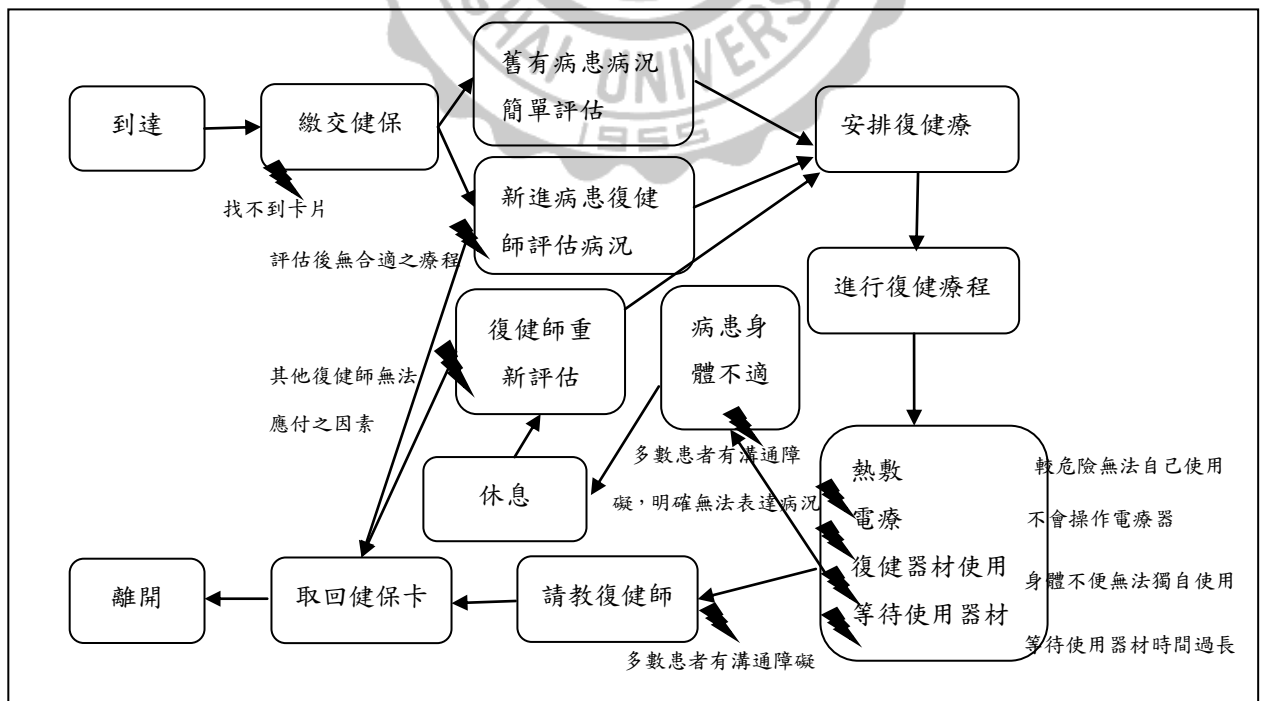 HAI UNIVERS
1955
舊有病患病況
簡單評估
到達
繳交健保
安排復健療
找不到卡片
新進病患復健
師評估病況
評估後無合適之療程
進行復健療程
復健師重
新評估
病患身
體不適
其他復健師無法
應付之因素
多數患者有溝通障
礙，明確無法表達病況
休息
熱敷
較危險無法自己使用
電療
不會操作電療器
復健器材使用
身體不便無法獨自使用
等待使用器材
等待使用器材時間過長
離開
取回健保卡
請教復健師
多數患者有溝通障礙